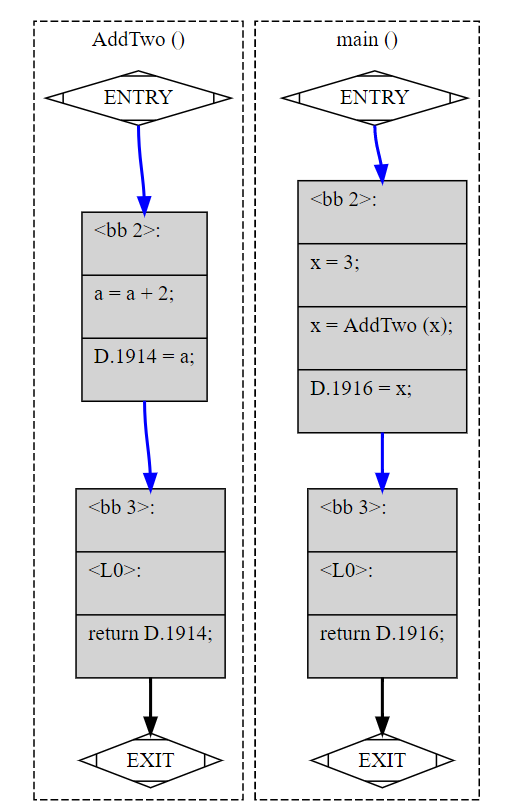 AddTwo ()
ENTRY
<bb 2>:
a = a + 2;
D.1914 = a;
<bb 3>:
<L0>:
return D.1914;
EXIT
main ()
ENTRY
<bb 2>:
x = 3;
x = AddTwo (x);
D.1916 = x;
<bb 3>:
<L0>:
return D.1916;
EXIT